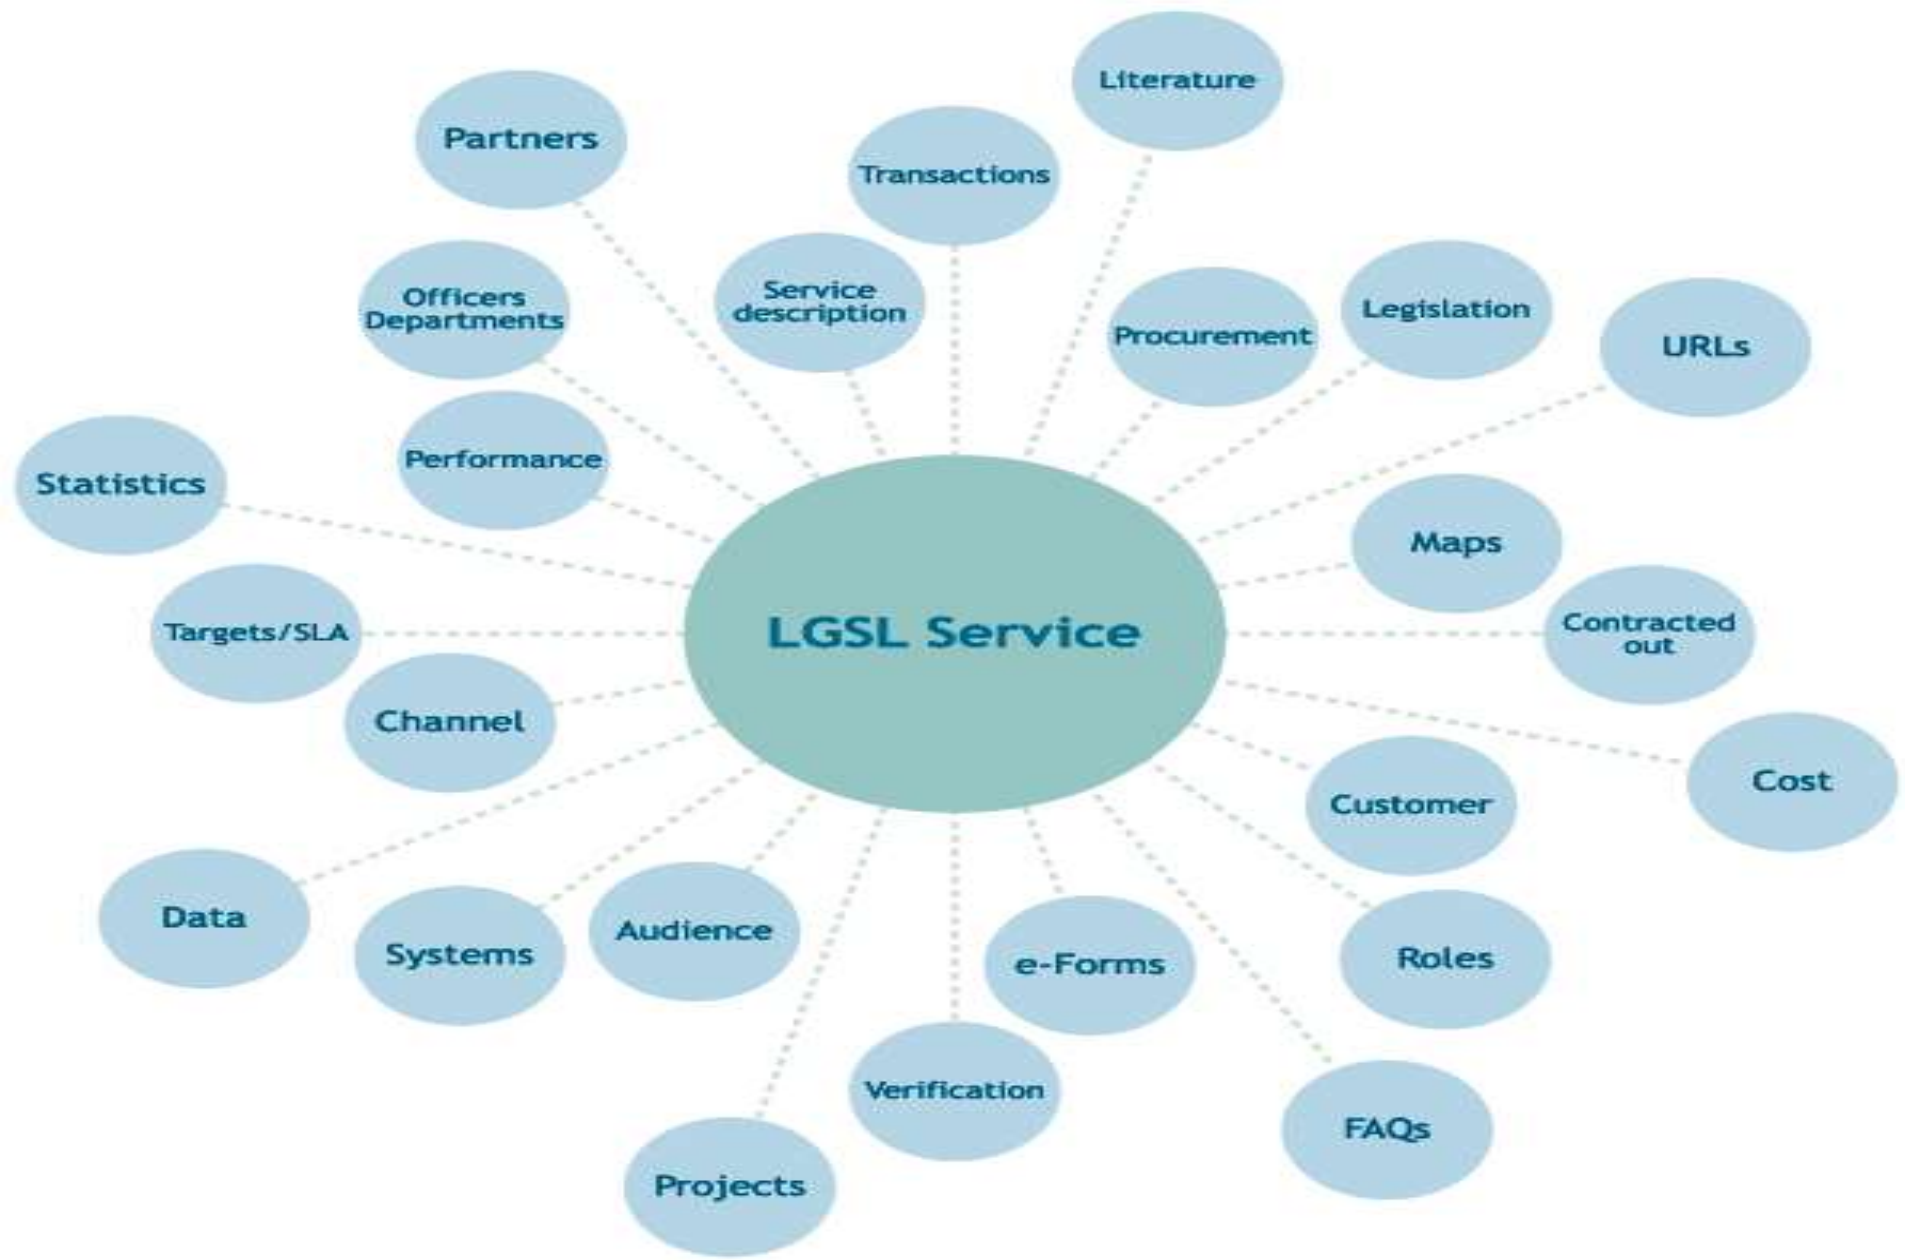 Literature
Partners
Transactions
Service
description
Officers
Departments
Legislation
Procurement
URLs
Performance
Statistics
Maps
LGSL Service
Targets/SLA
Contracted
out
Channel
Cost
Customer
Data
Audience
Systems
Roles
e-Forms
Verification
FAQs
Projects